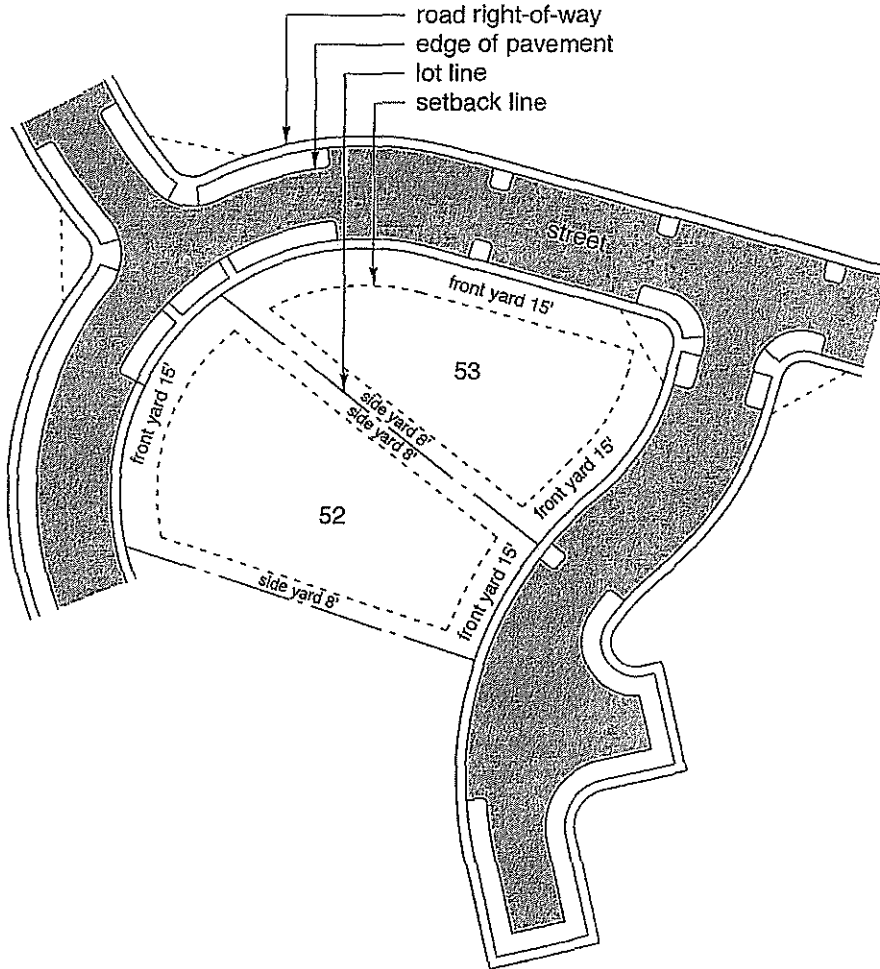 road right-of-way
edge of pavement
lot line
setback line
street
front yard 15'
53
front yard 15'
side yard 8'
side yard 8'
front yard 15'
52
front yard 15'
side yard 8'